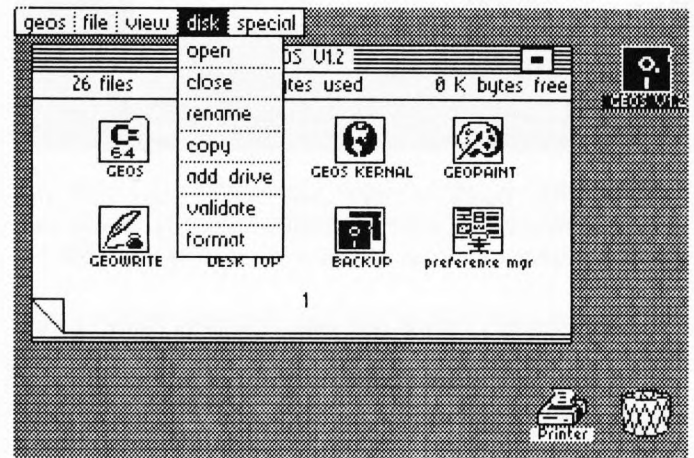 geos file view disk special
open
OS V1.2
close
26 files
tes used
0 K bytes free
rename
GEOS V1.2
copy
C=
64
add drive
GEOS
GEOS KERNAL
GEOPAINT
validate
format
GEOWRITE
DESK TOP
BACKUP
preference mgr
1
Printer